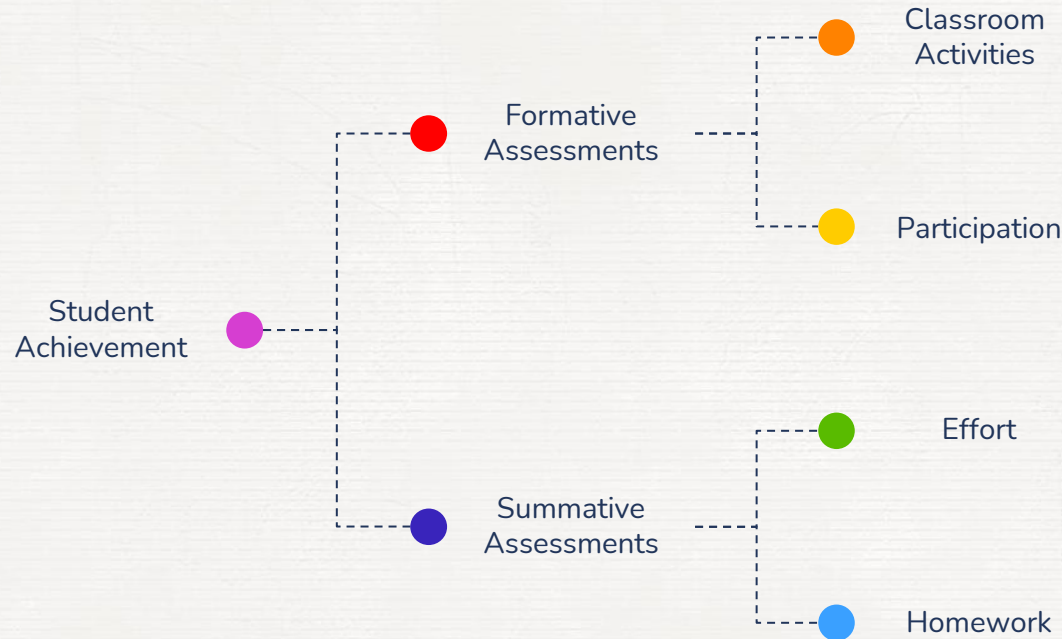 Student
Achievement
Formative
Assessments
Classroom
Activities
Participation
Summative
Assessments
Effort
Homework